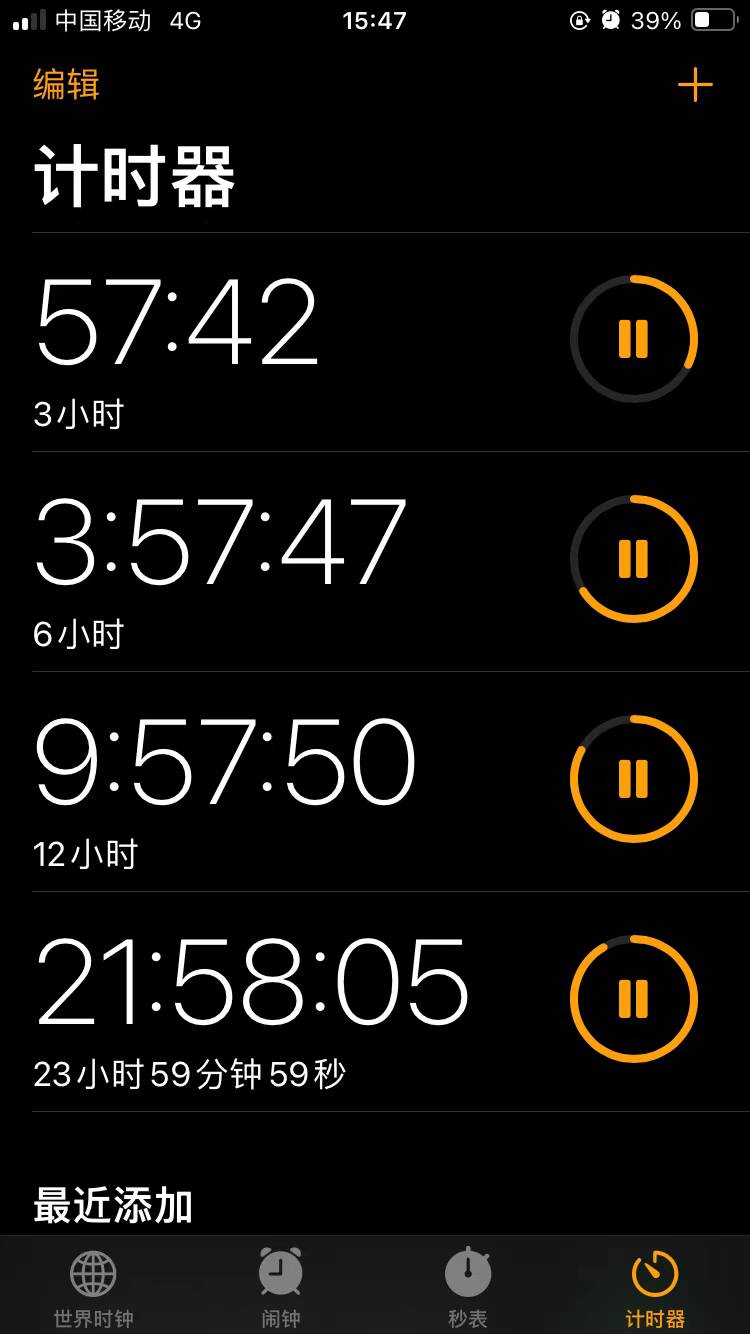 中国移动 4G 15:47 39%
编辑
计时器
57:42
3小时
3:57:47
6小时
9:57:50
12小时
21:58:05
23小时59分钟59秒
最近添加
世界时钟 闹钟 秒表 计时器